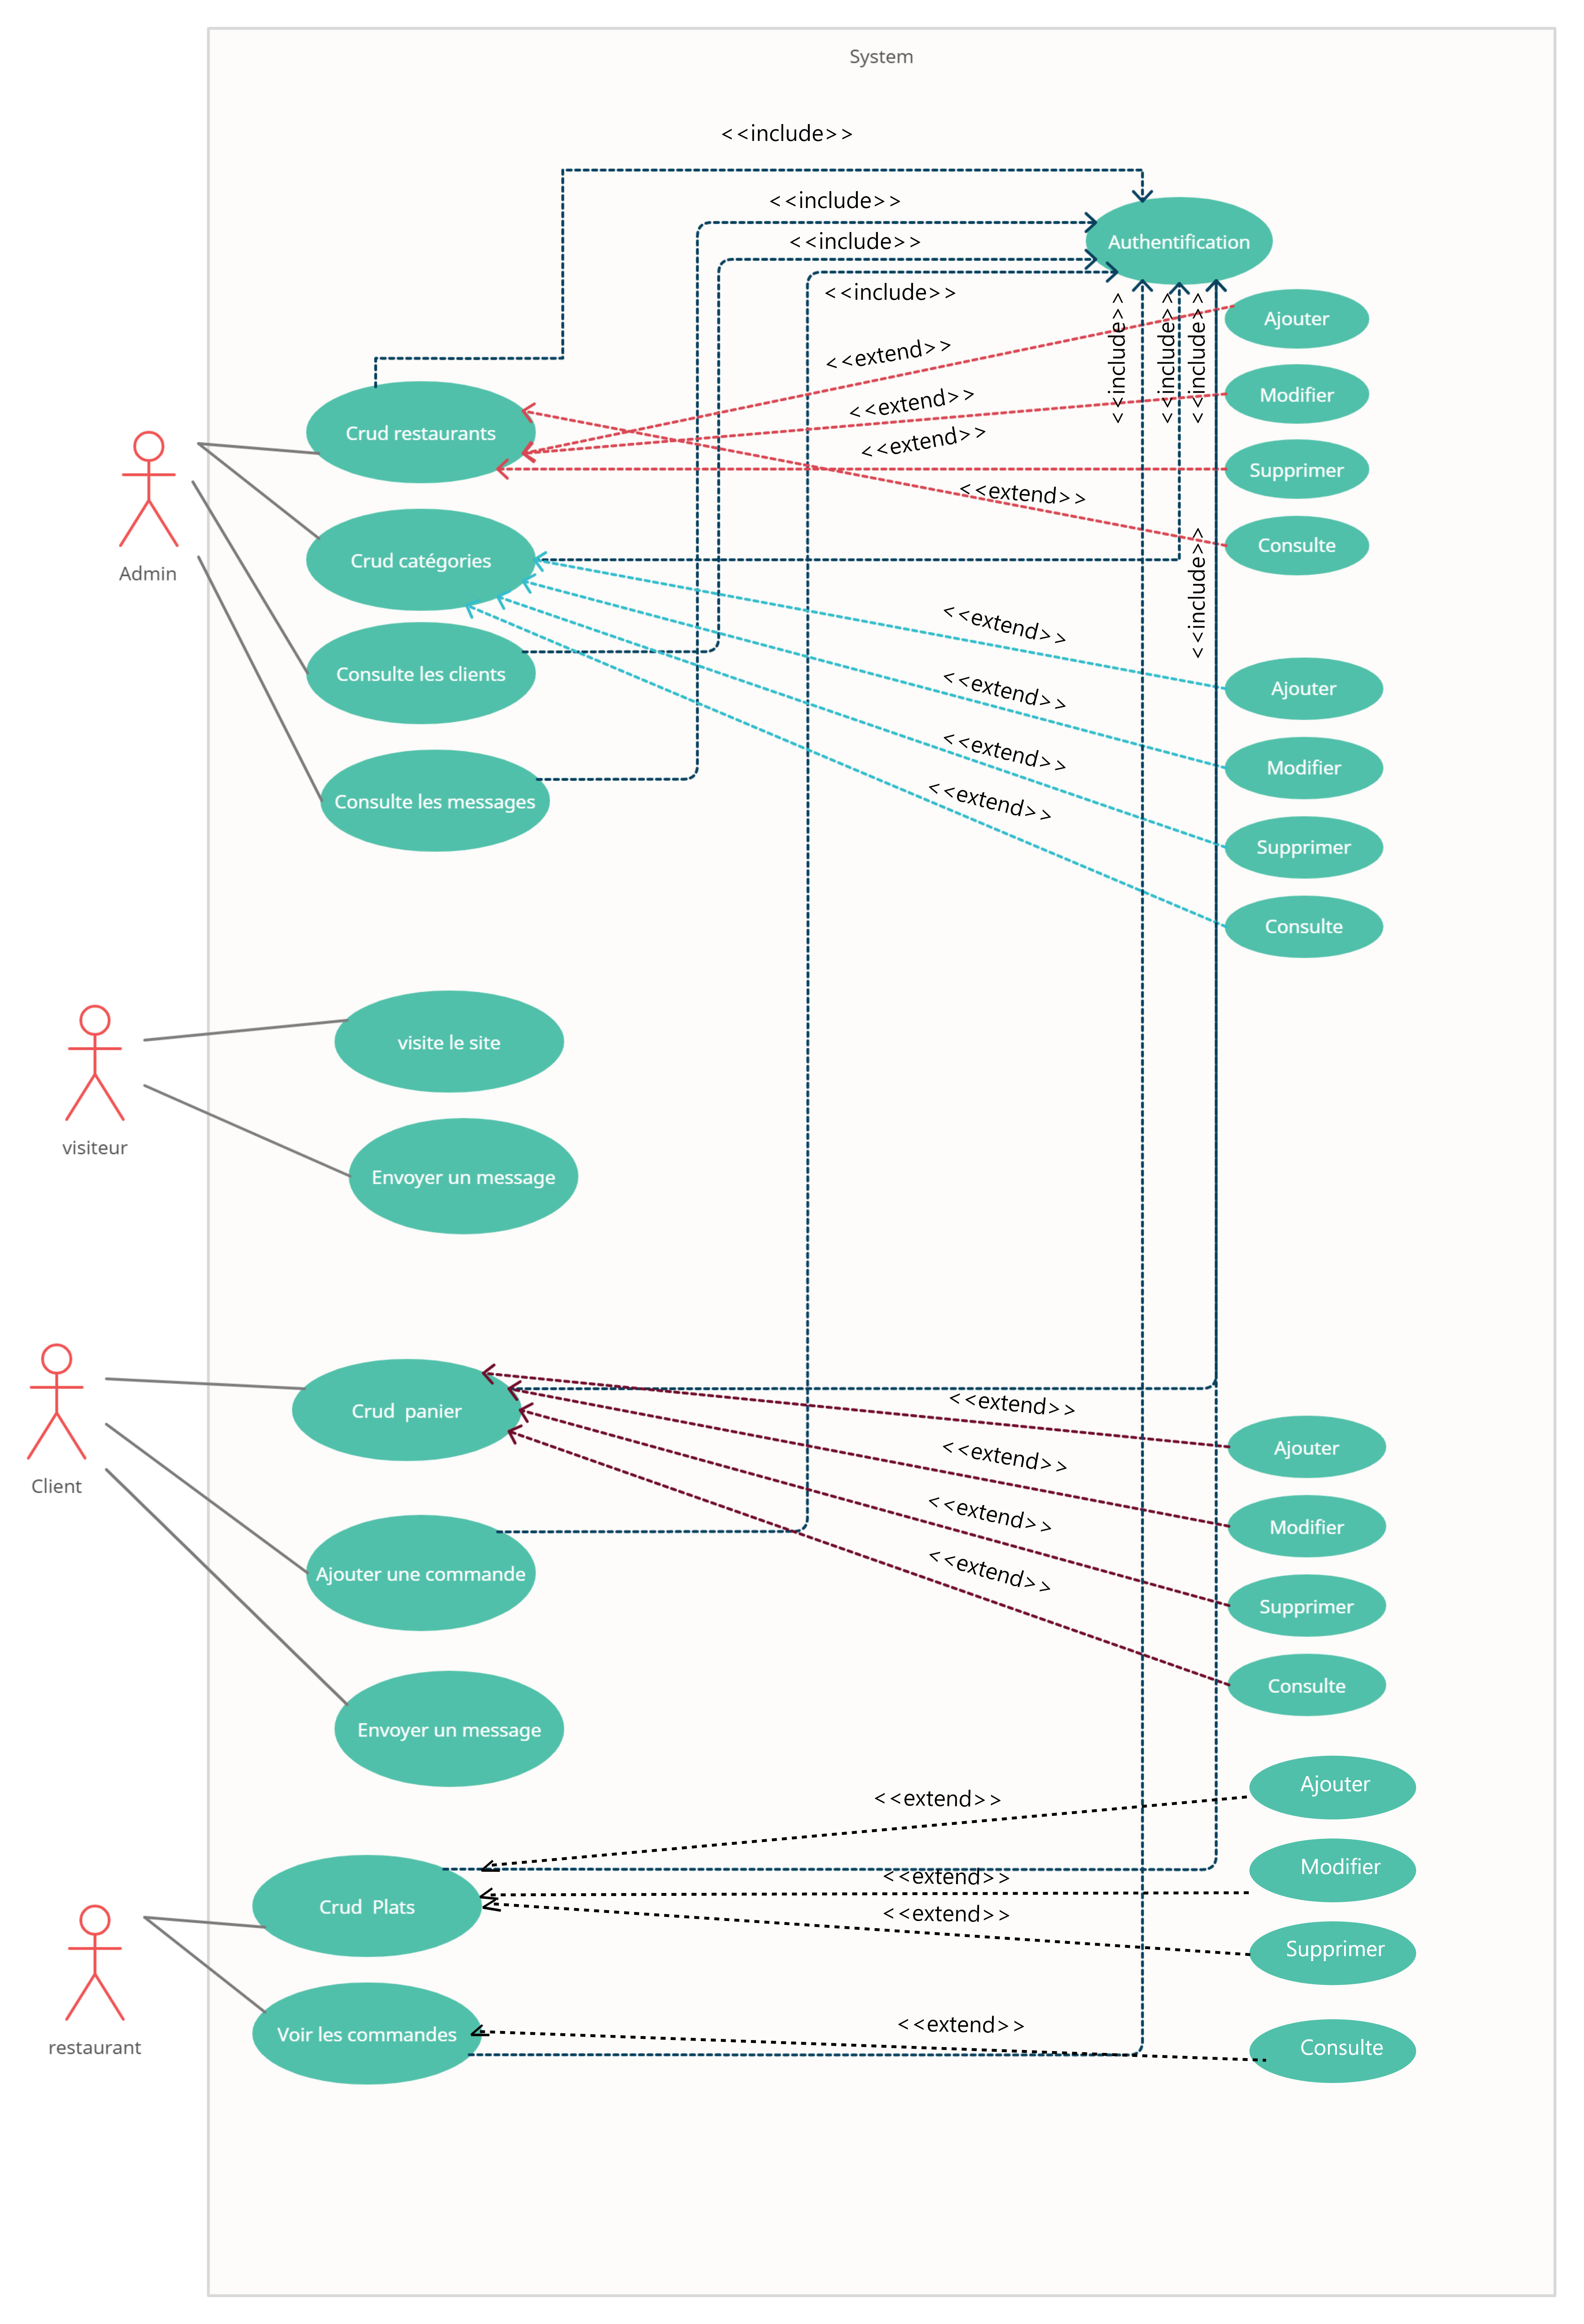 System
<<include>>
<<include>>
Authentification
<<include>>
<<include>>
<<include>>
<<include>>
<<include>>
Ajouter
<<extend>>
Modifier
<<extend>>
Crud restaurants
<<extend>>
Supprimer
<<extend>>
Consulte
Crud catégories
Admin
<<include>>
<<extend>>
Consulte les clients
<<extend>>
Ajouter
<<extend>>
Modifier
Consulte les messages
<<extend>>
Supprimer
Consulte
visite le site
visiteur
Envoyer un message
Crud  panier
<<extend>>
Ajouter
<<extend>>
Client
<<extend>>
Modifier
Ajouter une commande
<<extend>>
Supprimer
Consulte
Envoyer un message
Ajouter
<<extend>>
Modifier
<<extend>>
Crud  Plats
<<extend>>
Supprimer
<<extend>>
Voir les commandes
restaurant
Consulte